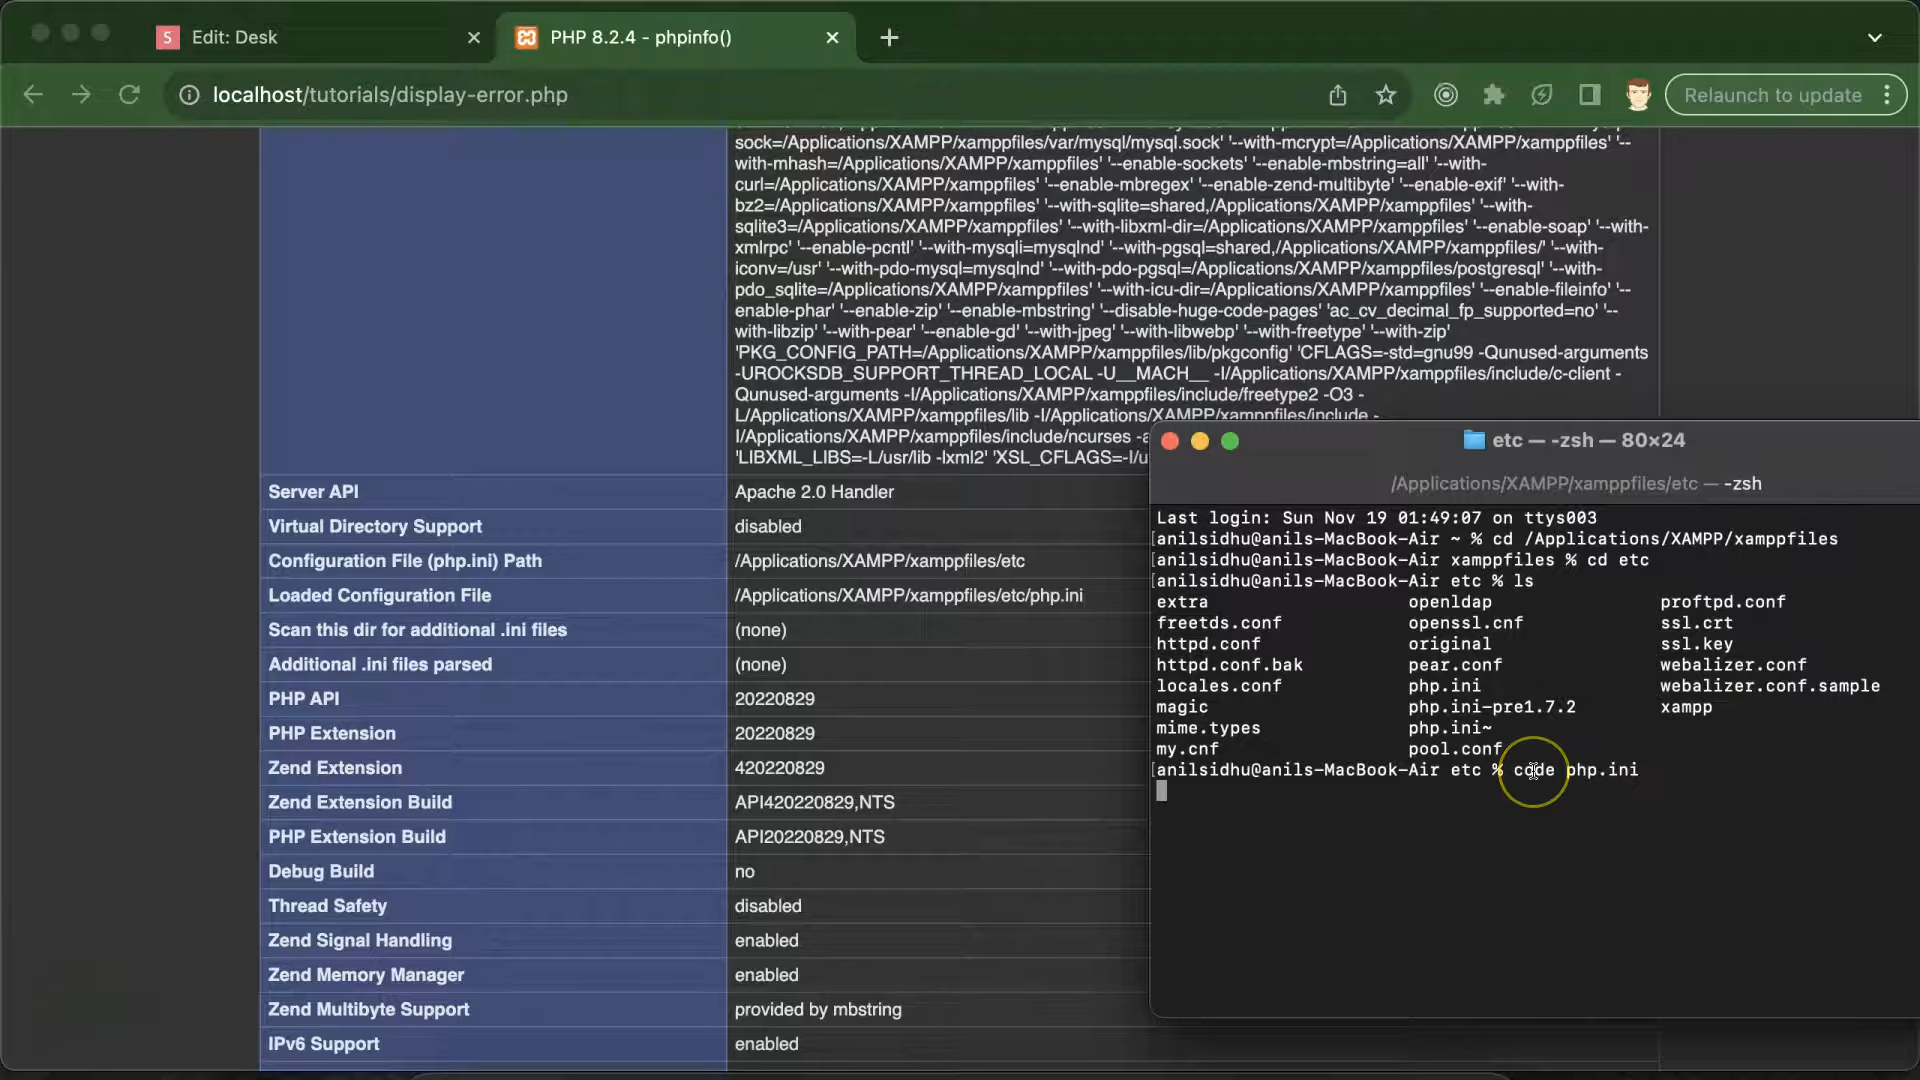 S Edit: Desk
PHP 8.2.4 - phpinfo()
localhost/tutorials/display-error.php
Relaunch to update
sock=/Applications/XAMPP/xamppfiles/var/mysql/mysql.sock' '--with-mcrypt=/Applications/XAMPP/xamppfiles' '--
with-mhash=/Applications/XAMPP/xamppfiles' '--enable-sockets' '--enable-mbstring=all' '--with-
curl=/Applications/XAMPP/xamppfiles' '--enable-mbregex' '--enable-zend-multibyte' '--enable-exif' '--with-
bz2=/Applications/XAMPP/xamppfiles' '--with-sqlite=shared,/Applications/XAMPP/xamppfiles' '--with-
sqlite3=/Applications/XAMPP/xamppfiles' '--with-libxml-dir=/Applications/XAMPP/xamppfiles' '--enable-soap' '--with-
xmlrpc' '--enable-pcntl' '--with-mysqli=mysqlnd' '--with-pgsql=shared,/Applications/XAMPP/xamppfiles/' '--with-
iconv=/usr' '--with-pdo-mysql=mysqlnd' '--with-pdo-pgsql=/Applications/XAMPP/xamppfiles/postgresql' '--with-
pdo_sqlite=/Applications/XAMPP/xamppfiles' '--with-icu-dir=/Applications/XAMPP/xamppfiles' '--enable-fileinfo' '--
enable-phar' '--enable-zip' '--enable-mbstring' '--disable-huge-code-pages' 'ac_cv_decimal_fp_supported=no' '--
with-libzip' '--with-pear' '--enable-gd' '--with-jpeg' '--with-libwebp' '--with-freetype' '--with-zip'
'PKG_CONFIG_PATH=/Applications/XAMPP/xamppfiles/lib/pkgconfig' 'CFLAGS=-std=gnu99 -Qunused-arguments
-UROCKSDB_SUPPORT_THREAD_LOCAL -U__MACH__ -I/Applications/XAMPP/xamppfiles/include/c-client -
Qunused-arguments -I/Applications/XAMPP/xamppfiles/include/freetype2 -O3 -
L/Applications/XAMPP/xamppfiles/lib -I/Applications/XAMPP/xamppfiles/include -
I/Applications/XAMPP/xamppfiles/include/ncurses -a
'LIBXML_LIBS=-L/usr/lib -lxml2' 'XSL_CFLAGS=-I/u
Server API Apache 2.0 Handler
Virtual Directory Support disabled
Configuration File (php.ini) Path /Applications/XAMPP/xamppfiles/etc
Loaded Configuration File /Applications/XAMPP/xamppfiles/etc/php.ini
Scan this dir for additional .ini files (none)
Additional .ini files parsed (none)
PHP API 20220829
PHP Extension 20220829
Zend Extension 420220829
Zend Extension Build API420220829,NTS
PHP Extension Build API20220829,NTS
Debug Build no
Thread Safety disabled
Zend Signal Handling enabled
Zend Memory Manager enabled
Zend Multibyte Support provided by mbstring
IPv6 Support enabled
etc — -zsh — 80×24
/Applications/XAMPP/xamppfiles/etc — -zsh
Last login: Sun Nov 19 01:49:07 on ttys003
[anilsidhu@anils-MacBook-Air ~ % cd /Applications/XAMPP/xamppfiles
[anilsidhu@anils-MacBook-Air xamppfiles % cd etc
[anilsidhu@anils-MacBook-Air etc % ls
extra openldap proftpd.conf
freetds.conf openssl.cnf ssl.crt
httpd.conf original ssl.key
httpd.conf.bak pear.conf webalizer.conf
locales.conf php.ini webalizer.conf.sample
magic php.ini-pre1.7.2 xampp
mime.types php.ini~
my.cnf pool.conf
[anilsidhu@anils-MacBook-Air etc % code php.ini